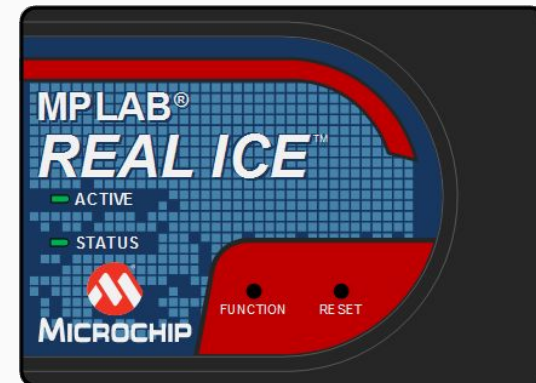 MPLAB®
REAL ICE™
ACTIVE
STATUS
FUNCTION RESET
MICROCHIP